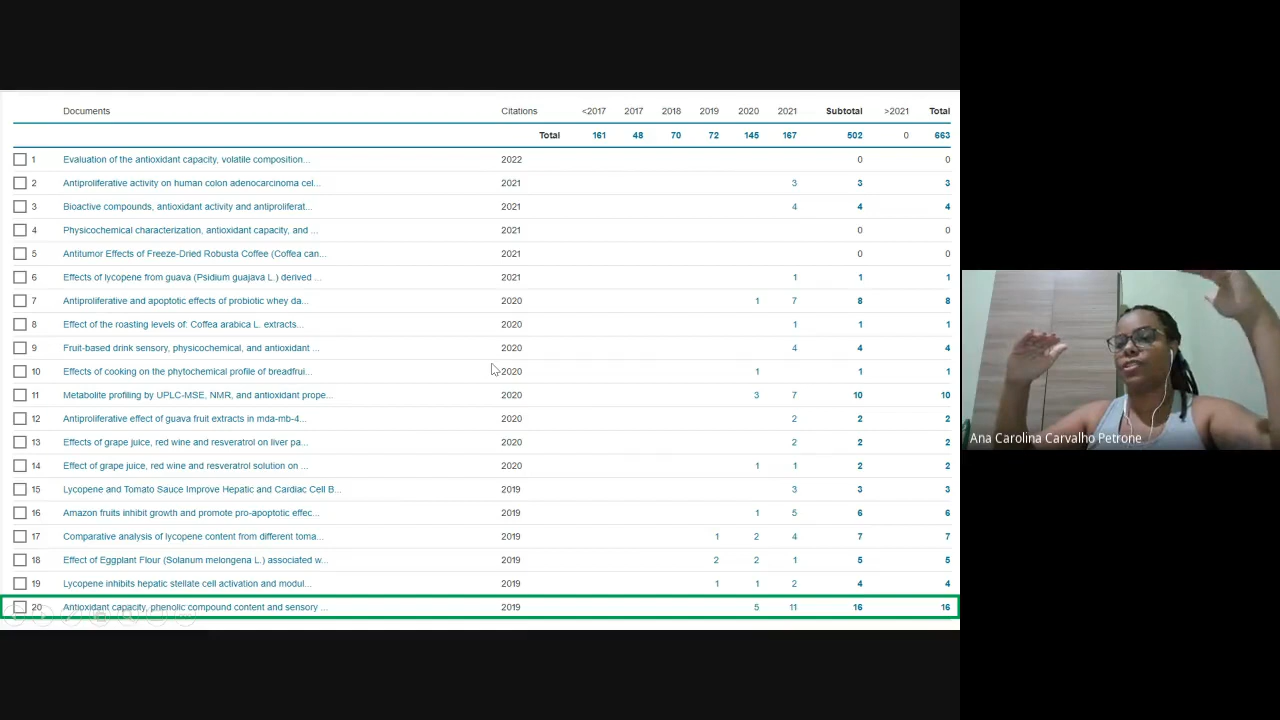 Documents Citations <2017 2017 2018 2019 2020 2021 Subtotal >2021 Total
Total 161 48 70 72 145 167 502 0 663
1 Evaluation of the antioxidant capacity, volatile composition... 2022 0 0
2 Antiproliferative activity on human colon adenocarcinoma cel... 2021 3 3 3
3 Bioactive compounds, antioxidant activity and antiproliferat... 2021 4 4 4
4 Physicochemical characterization, antioxidant capacity, and ... 2021 0 0
5 Antitumor Effects of Freeze-Dried Robusta Coffee (Coffea can... 2021 0 0
6 Effects of lycopene from guava (Psidium guajava L.) derived ... 2021 1 1 1
7 Antiproliferative and apoptotic effects of probiotic whey da... 2020 1 7 8 8
8 Effect of the roasting levels of: Coffea arabica L. extracts... 2020 1 1 1
9 Fruit-based drink sensory, physicochemical, and antioxidant ... 2020 4 4 4
10 Effects of cooking on the phytochemical profile of breadfrui... 2020 1 1 1
11 Metabolite profiling by UPLC-MSE, NMR, and antioxidant prope... 2020 3 7 10 10
12 Antiproliferative effect of guava fruit extracts in mda-mb-4... 2020 2 2 2
13 Effects of grape juice, red wine and resveratrol on liver pa... 2020 2 2 2
14 Effect of grape juice, red wine and resveratrol solution on ... 2020 1 1 2 2
15 Lycopene and Tomato Sauce Improve Hepatic and Cardiac Cell B... 2019 3 3 3
16 Amazon fruits inhibit growth and promote pro-apoptotic effec... 2019 1 5 6 6
17 Comparative analysis of lycopene content from different toma... 2019 1 2 4 7 7
18 Effect of Eggplant Flour (Solanum melongena L.) associated w... 2019 2 2 1 5 5
19 Lycopene inhibits hepatic stellate cell activation and modul... 2019 1 1 2 4 4
20 Antioxidant capacity, phenolic compound content and sensory ... 2019 5 11 16 16
Ana Carolina Carvalho Petrone